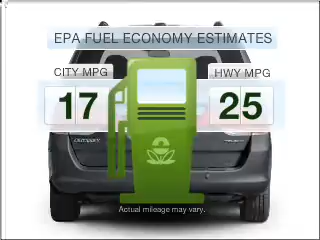 EPA FUEL ECONOMY ESTIMATES
CITY MPG
HWY MPG
17
25
Actual mileage may vary.